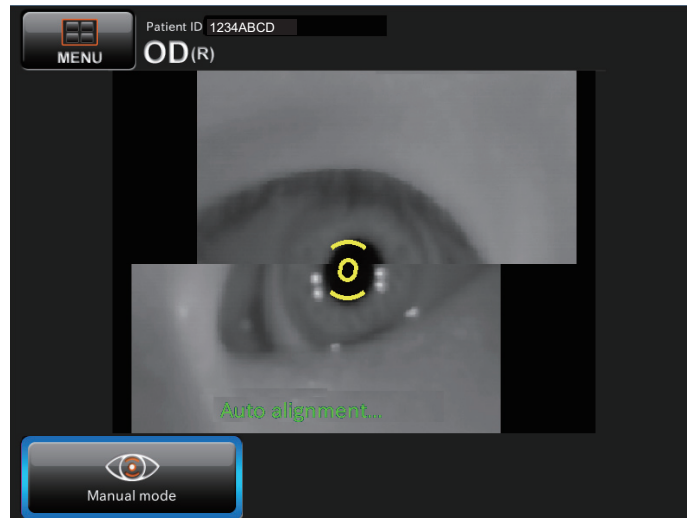 Patient ID 1234ABCD
MENU
OD(R)
Auto alignment...
Manual mode